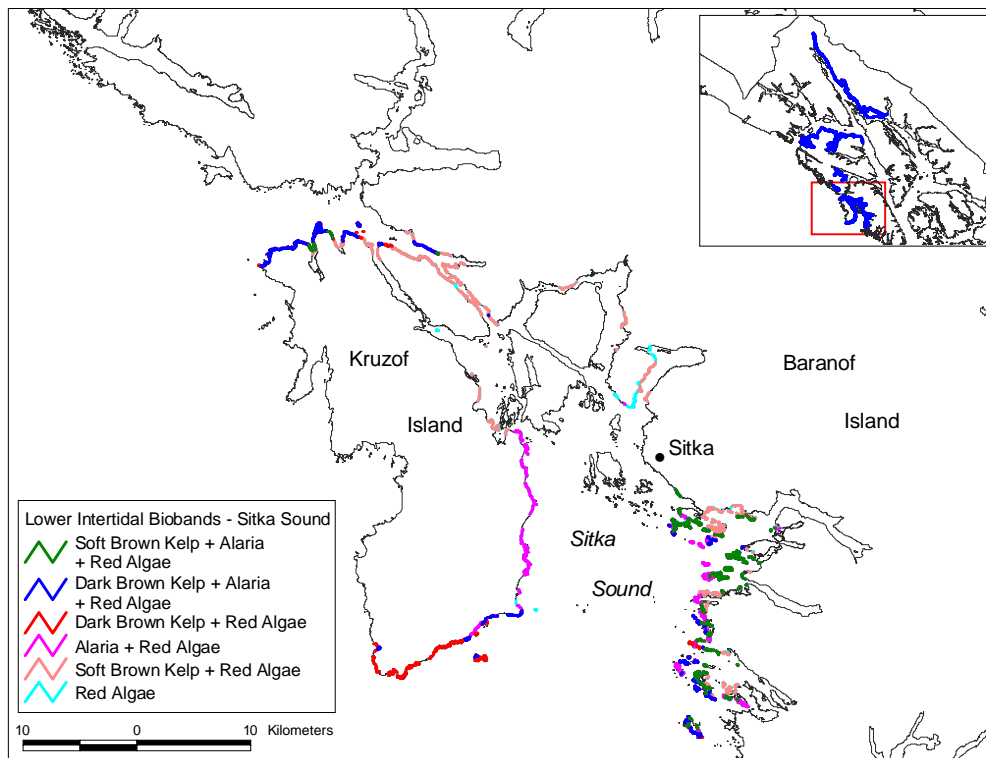 Kruzof
Island
Baranof
Island
Sitka
Sitka
Sound
Lower Intertidal Biobands - Sitka Sound
Soft Brown Kelp + Alaria
+ Red Algae
Dark Brown Kelp + Alaria
+ Red Algae
Dark Brown Kelp + Red Algae
Alaria + Red Algae
Soft Brown Kelp + Red Algae
Red Algae
10 0 10 Kilometers